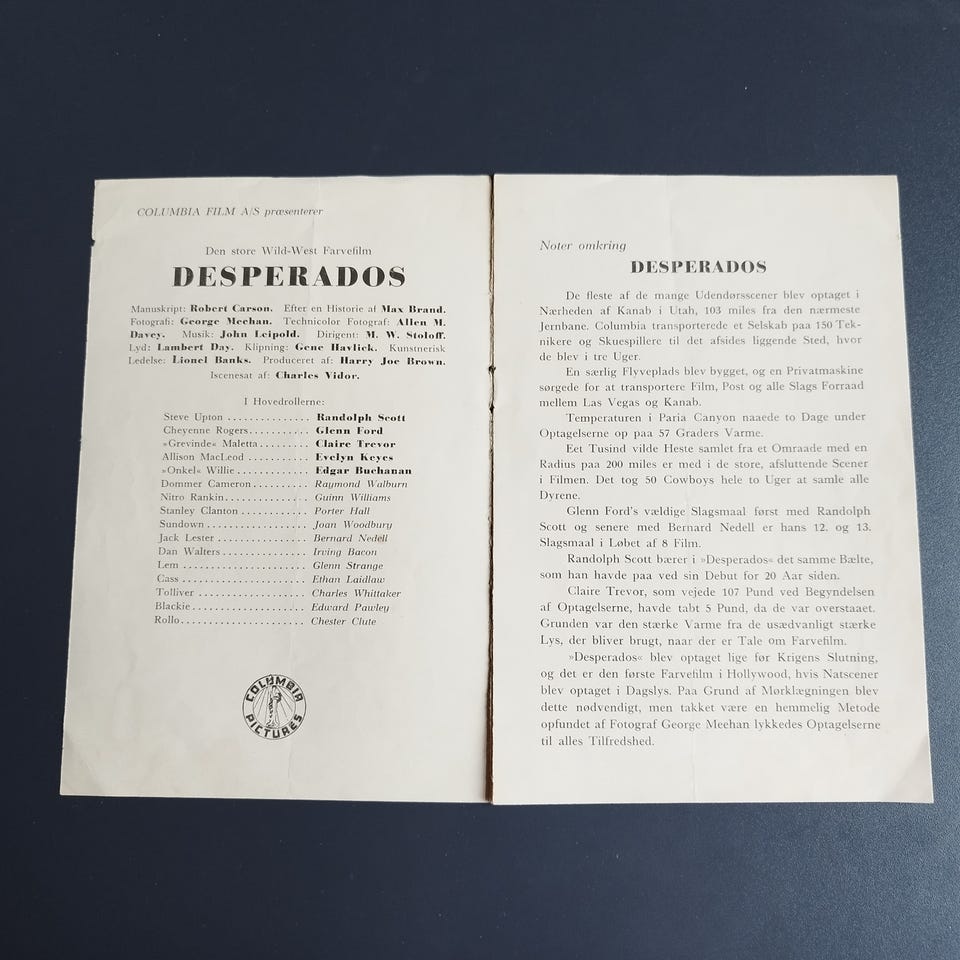 COLUMBIA FILM A/S præsenterer
Den store Wild-West Farvefilm
DESPERADOS
Manuskript: Robert Carson. Efter en Historie af Max Brand.
Fotografi: George Meehan. Technicolor Fotograf: Allen M.
Davey. Musik: John Leipold. Dirigent: M. W. Stoloff.
Lyd: Lambert Day. Klipning: Gene Havlick. Kunstnerisk
Ledelse: Lionel Banks. Produceret af: Harry Joe Brown.
Iscenesat af: Charles Vidor.
I Hovedrollerne:
Steve Upton .............. Randolph Scott
Cheyenne Rogers.......... Glenn Ford
»Grevinde« Maletta........ Claire Trevor
Allison MacLeod .......... Evelyn Keyes
»Onkel« Willie ............ Edgar Buchanan
Dommer Cameron.......... Raymond Walburn
Nitro Rankin.............. Guinn Williams
Stanley Clanton ........... Porter Hall
Sundown .................. Joan Woodbury
Jack Lester ............... Bernard Nedell
Dan Walters .............. Irving Bacon
Lem ...................... Glenn Strange
Cass ..................... Ethan Laidlaw
Tolliver .................. Charles Whittaker
Blackie ................... Edward Pawley
Rollo..................... Chester Clute
COLUMBIA
PICTURES
Noter omkring
DESPERADOS
De fleste af de mange Udendørsscener blev optaget i
Nærheden af Kanab i Utah, 103 miles fra den nærmeste
Jernbane. Columbia transporterede et Selskab paa 150 Tek-
nikere og Skuespillere til det afsides liggende Sted, hvor
de blev i tre Uger.
En særlig Flyveplads blev bygget, og en Privatmaskine
sørgede for at transportere Film, Post og alle Slags Forraad
mellem Las Vegas og Kanab.
Temperaturen i Paria Canyon naaede to Dage under
Optagelserne op paa 57 Graders Varme.
Eet Tusind vilde Heste samlet fra et Omraade med en
Radius paa 200 miles er med i de store, afsluttende Scener
i Filmen. Det tog 50 Cowboys hele to Uger at samle alle
Dyrene.
Glenn Ford's vældige Slagsmaal først med Randolph
Scott og senere med Bernard Nedell er hans 12. og 13.
Slagsmaal i Løbet af 8 Film.
Randolph Scott bærer i »Desperados« det samme Bælte,
som han havde paa ved sin Debut for 20 Aar siden.
Claire Trevor, som vejede 107 Pund ved Begyndelsen
af Optagelserne, havde tabt 5 Pund, da de var overstaaet.
Grunden var den stærke Varme fra de usædvanligt stærke
Lys, der bliver brugt, naar der er Tale om Farvefilm.
»Desperados« blev optaget lige før Krigens Slutning,
og det er den første Farvefilm i Hollywood, hvis Natscener
blev optaget i Dagslys. Paa Grund af Mørklægningen blev
dette nødvendigt, men takket være en hemmelig Metode
opfundet af Fotograf George Meehan lykkedes Optagelserne
til alles Tilfredshed.